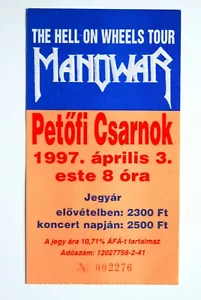 THE HELL ON WHEELS TOUR
MANOWAR
Petőfi Csarnok
1997. április 3.
este 8 óra
Jegyár
elővételben: 2300 Ft
koncert napján: 2500 Ft
A jegy ára 10,71% ÁFÁ-t tartalmaz
Adószám: 12027758-2-41
№ 002276